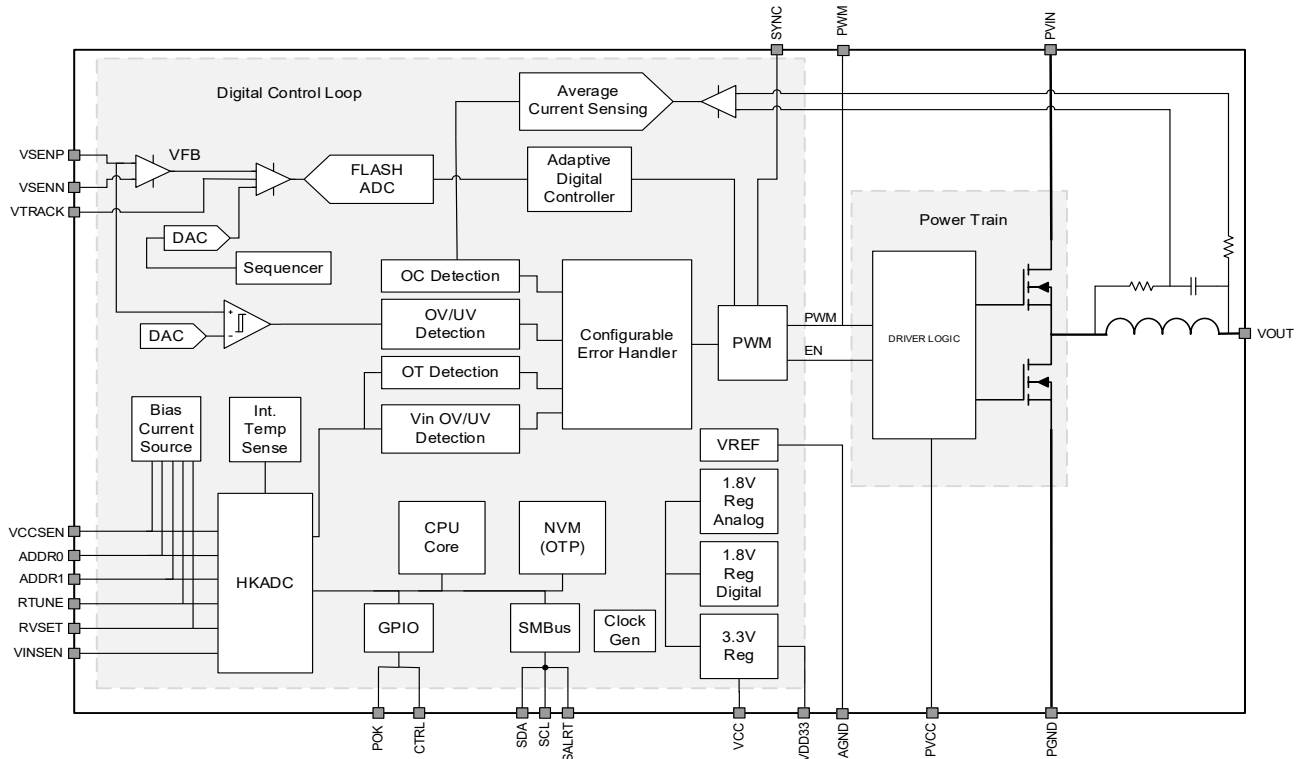 SYNC
PWM
PVIN
Digital Control Loop
Average
Current Sensing
VSENP
VFB
VSENN
VTRACK
FLASH
ADC
Adaptive
Digital
Controller
DAC
Sequencer
Power Train
OC Detection
OV/UV
Detection
Configurable
Error Handler
DAC
+
-
PWM
PWM
EN
DRIVER LOGIC
VOUT
OT Detection
Vin OV/UV
Detection
Bias
Current
Source
Int.
Temp
Sense
VREF
1.8V
Reg
Analog
VCCSEN
ADDR0
ADDR1
RTUNE
RVSET
VINSEN
HKADC
CPU
Core
NVM
(OTP)
1.8V
Reg
Digital
GPIO
SMBus
Clock
Gen
3.3V
Reg
POK
CTRL
SDA
SCL
SALRT
VCC
VDD33
AGND
PVCC
PGND